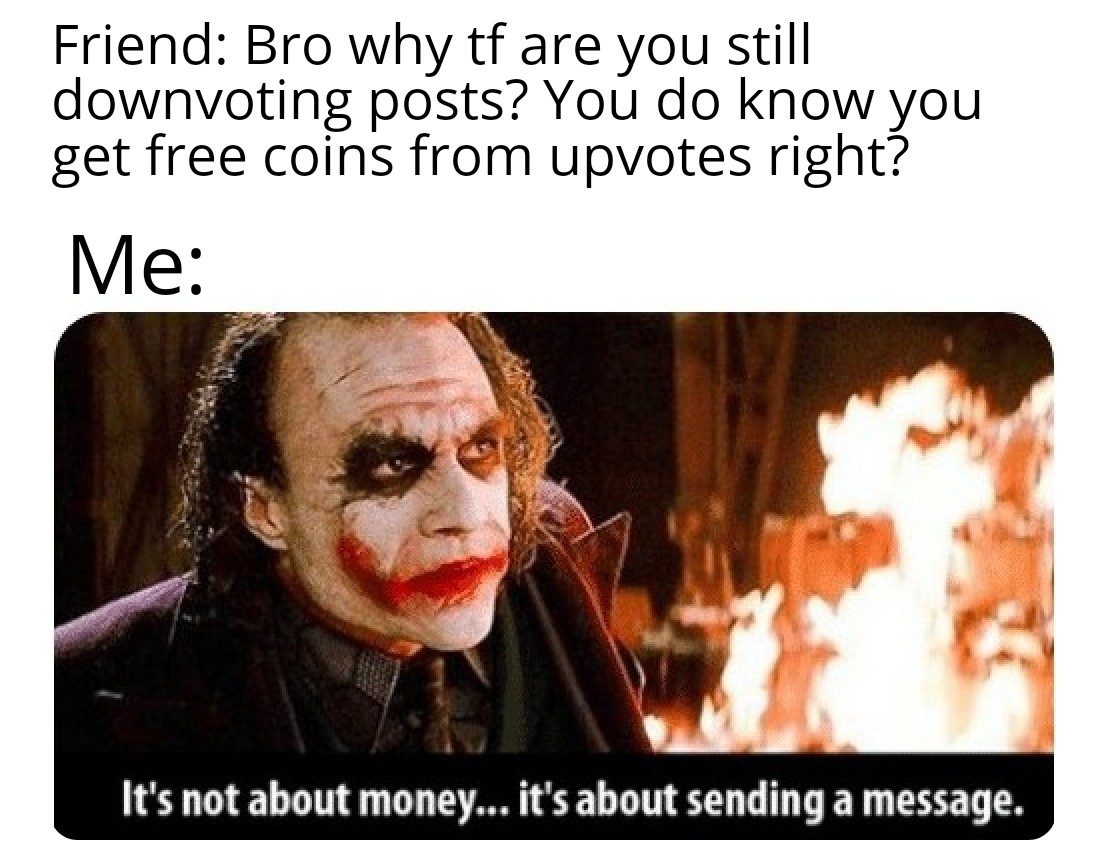 Friend: Bro why tf are you still
downvoting posts? You do know you
get free coins from upvotes right?
Me:
It's not about money... it's about sending a message.